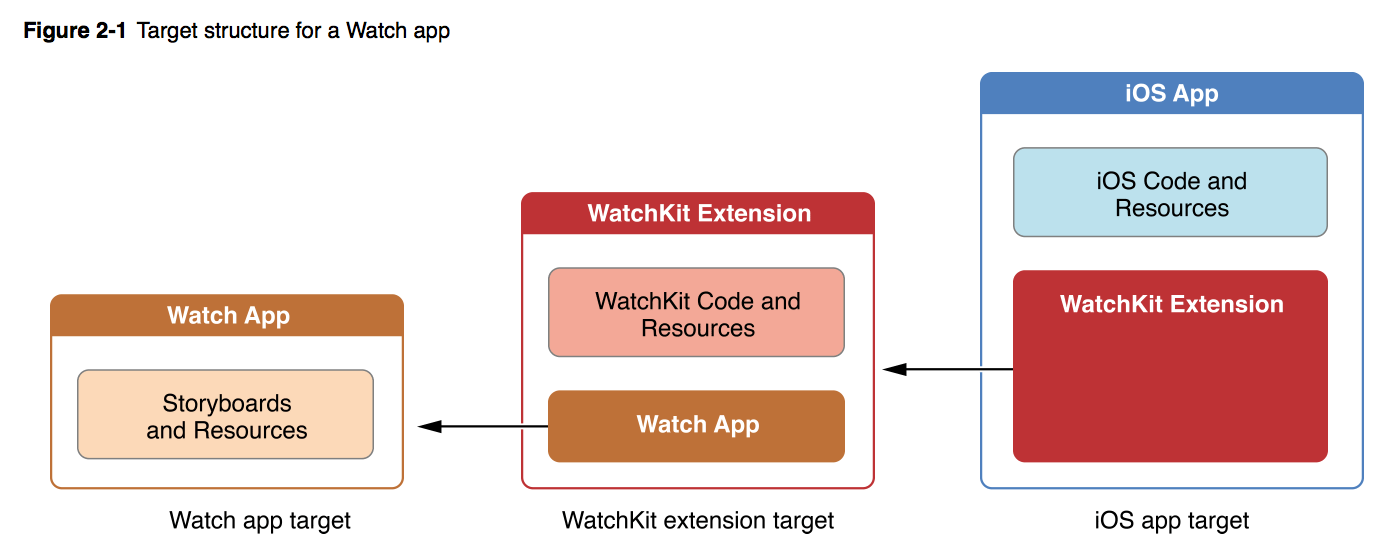 Figure 2-1 Target structure for a Watch app
iOS App
iOS Code and
Resources
WatchKit Extension
WatchKit Extension
WatchKit Code and
Resources
Watch App
Watch App
Storyboards
and Resources
Watch app target
WatchKit extension target
iOS app target